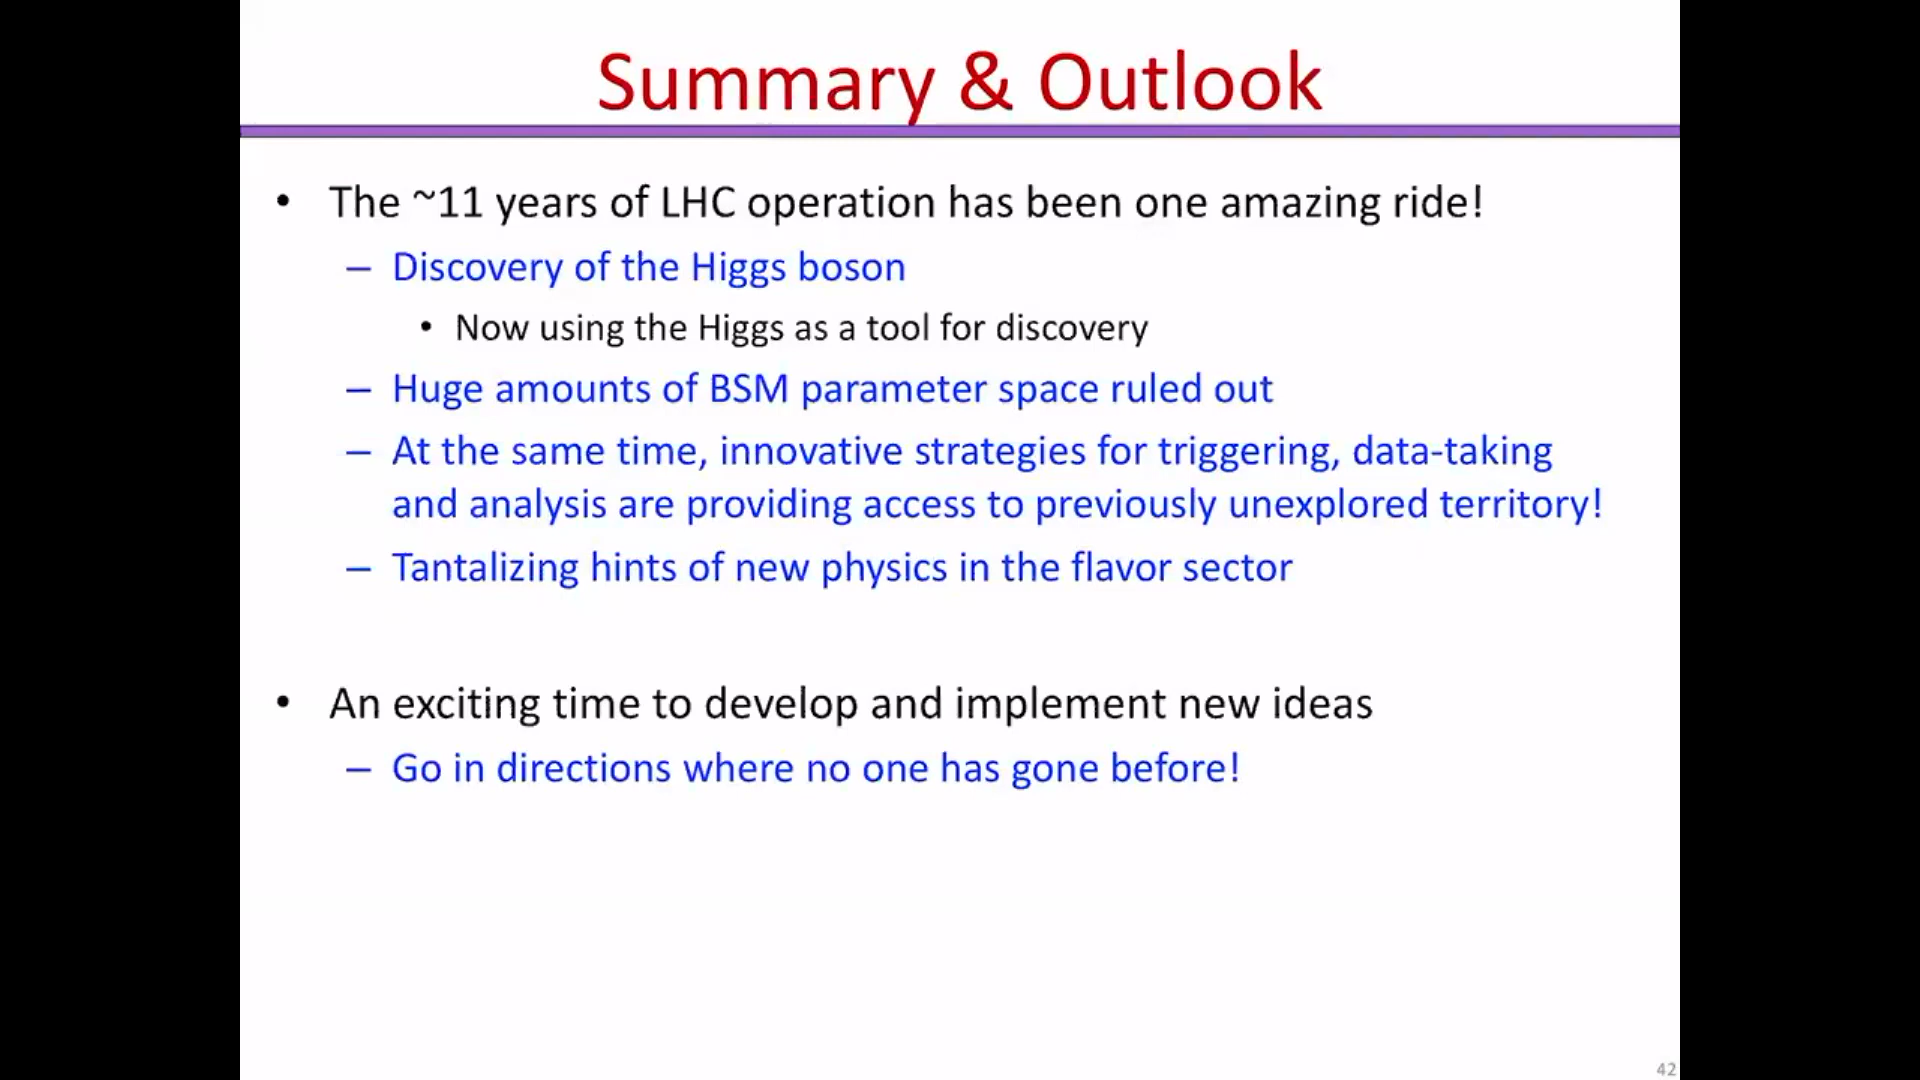 Summary & Outlook
• The ~11 years of LHC operation has been one amazing ride!
– Discovery of the Higgs boson
• Now using the Higgs as a tool for discovery
– Huge amounts of BSM parameter space ruled out
– At the same time, innovative strategies for triggering, data-taking
and analysis are providing access to previously unexplored territory!
– Tantalizing hints of new physics in the flavor sector
• An exciting time to develop and implement new ideas
– Go in directions where no one has gone before!
42